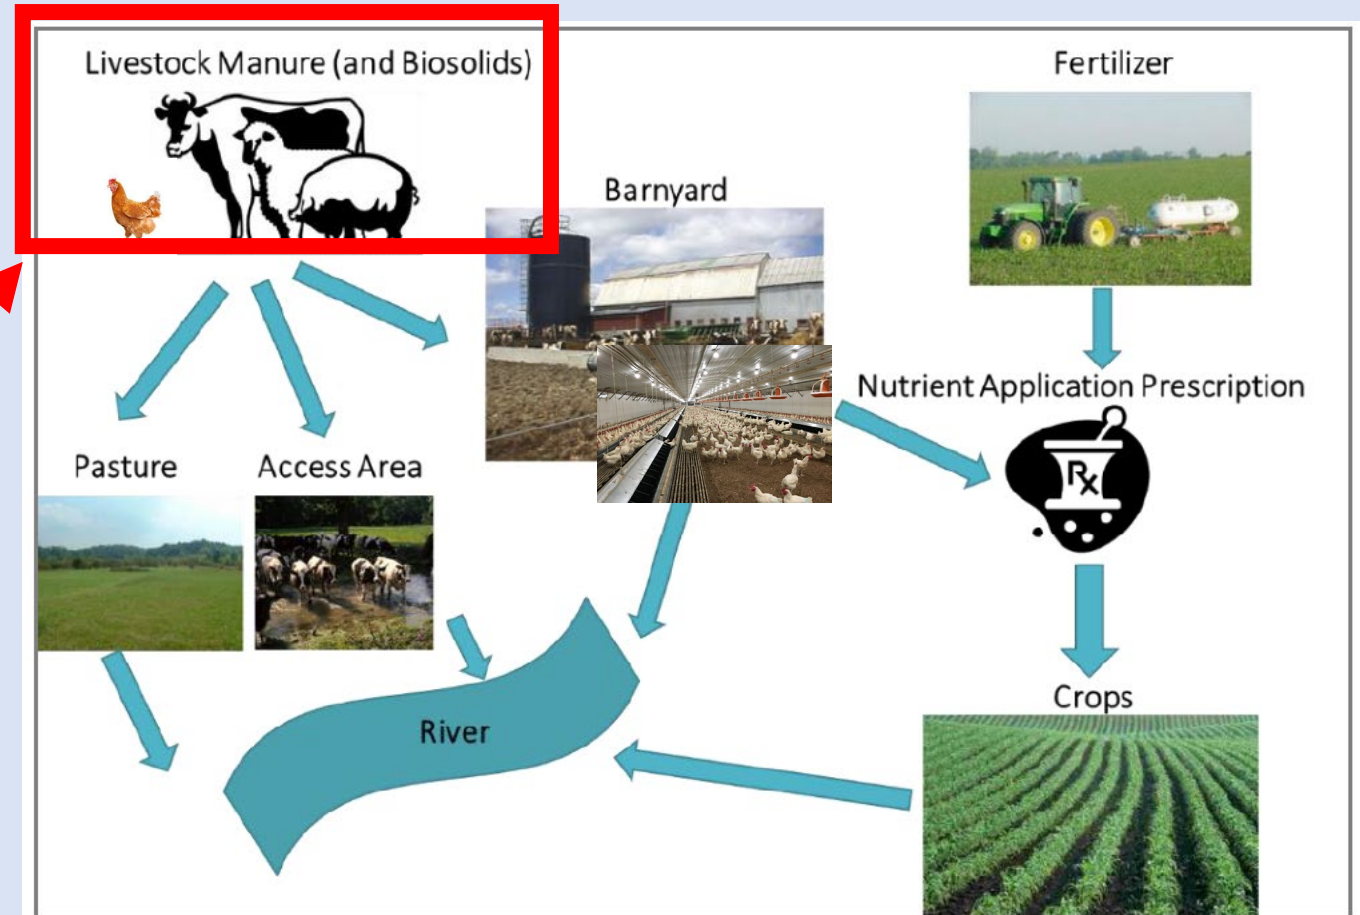 Livestock Manure (and Biosolids)
Fertilizer
Barnyard
Nutrient Application Prescription
Rx
Pasture
Access Area
River
Crops